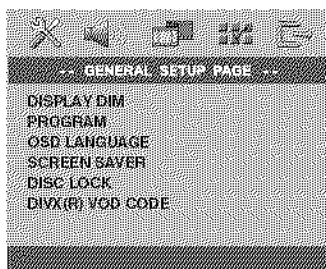 -- GENERAL SETUP PAGE --
DISPLAY DIM
PROGRAM
OSD LANGUAGE
SCREEN SAVER
DISC LOCK
DIVX(R) VOD CODE